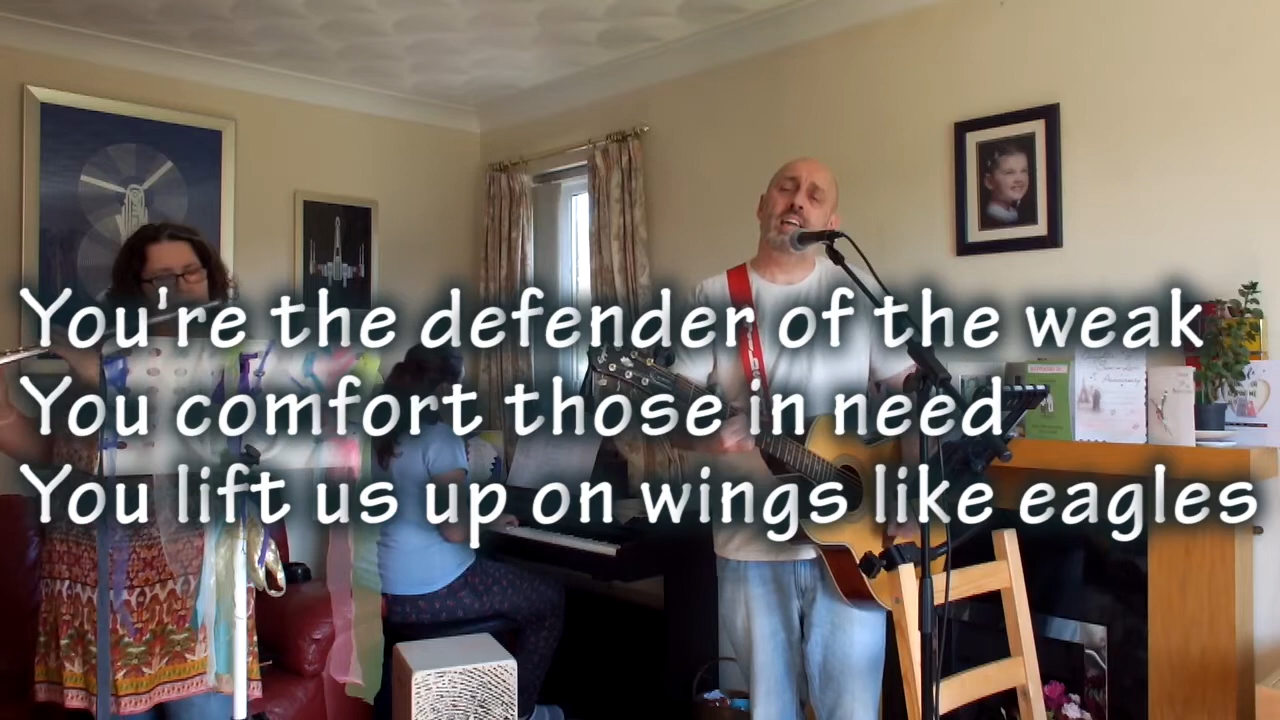 You're the defender of the weak
You comfort those in need
You lift us up on wings like eagles